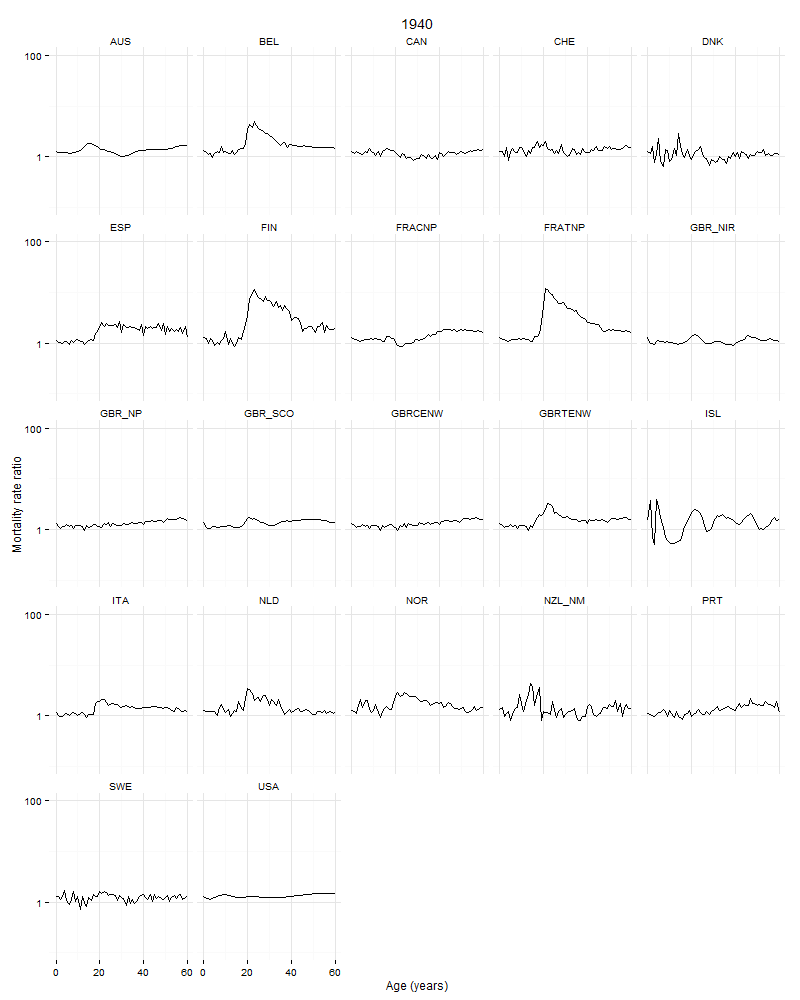 1940
AUS BEL CAN CHE DNK
100
1
ESP FIN FRACNP FRATNP GBR_NIR
100
1
GBR_NP GBR_SCO GBRCENW GBRTENW ISL
100
1
Mortality rate ratio
ITA NLD NOR NZL_NM PRT
100
1
SWE USA
100
1
0 20 40 60 0 20 40 60
Age (years)